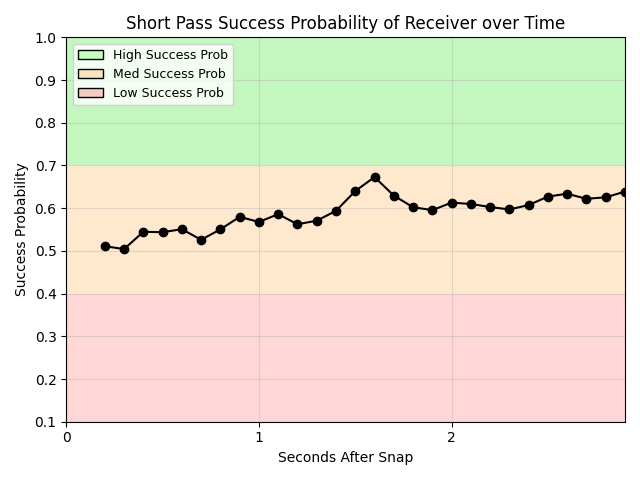 Short Pass Success Probability of Receiver over Time
High Success Prob
Med Success Prob
Low Success Prob
Success Probability
1.0
0.9
0.8
0.7
0.6
0.5
0.4
0.3
0.2
0.1
0 1 2
Seconds After Snap